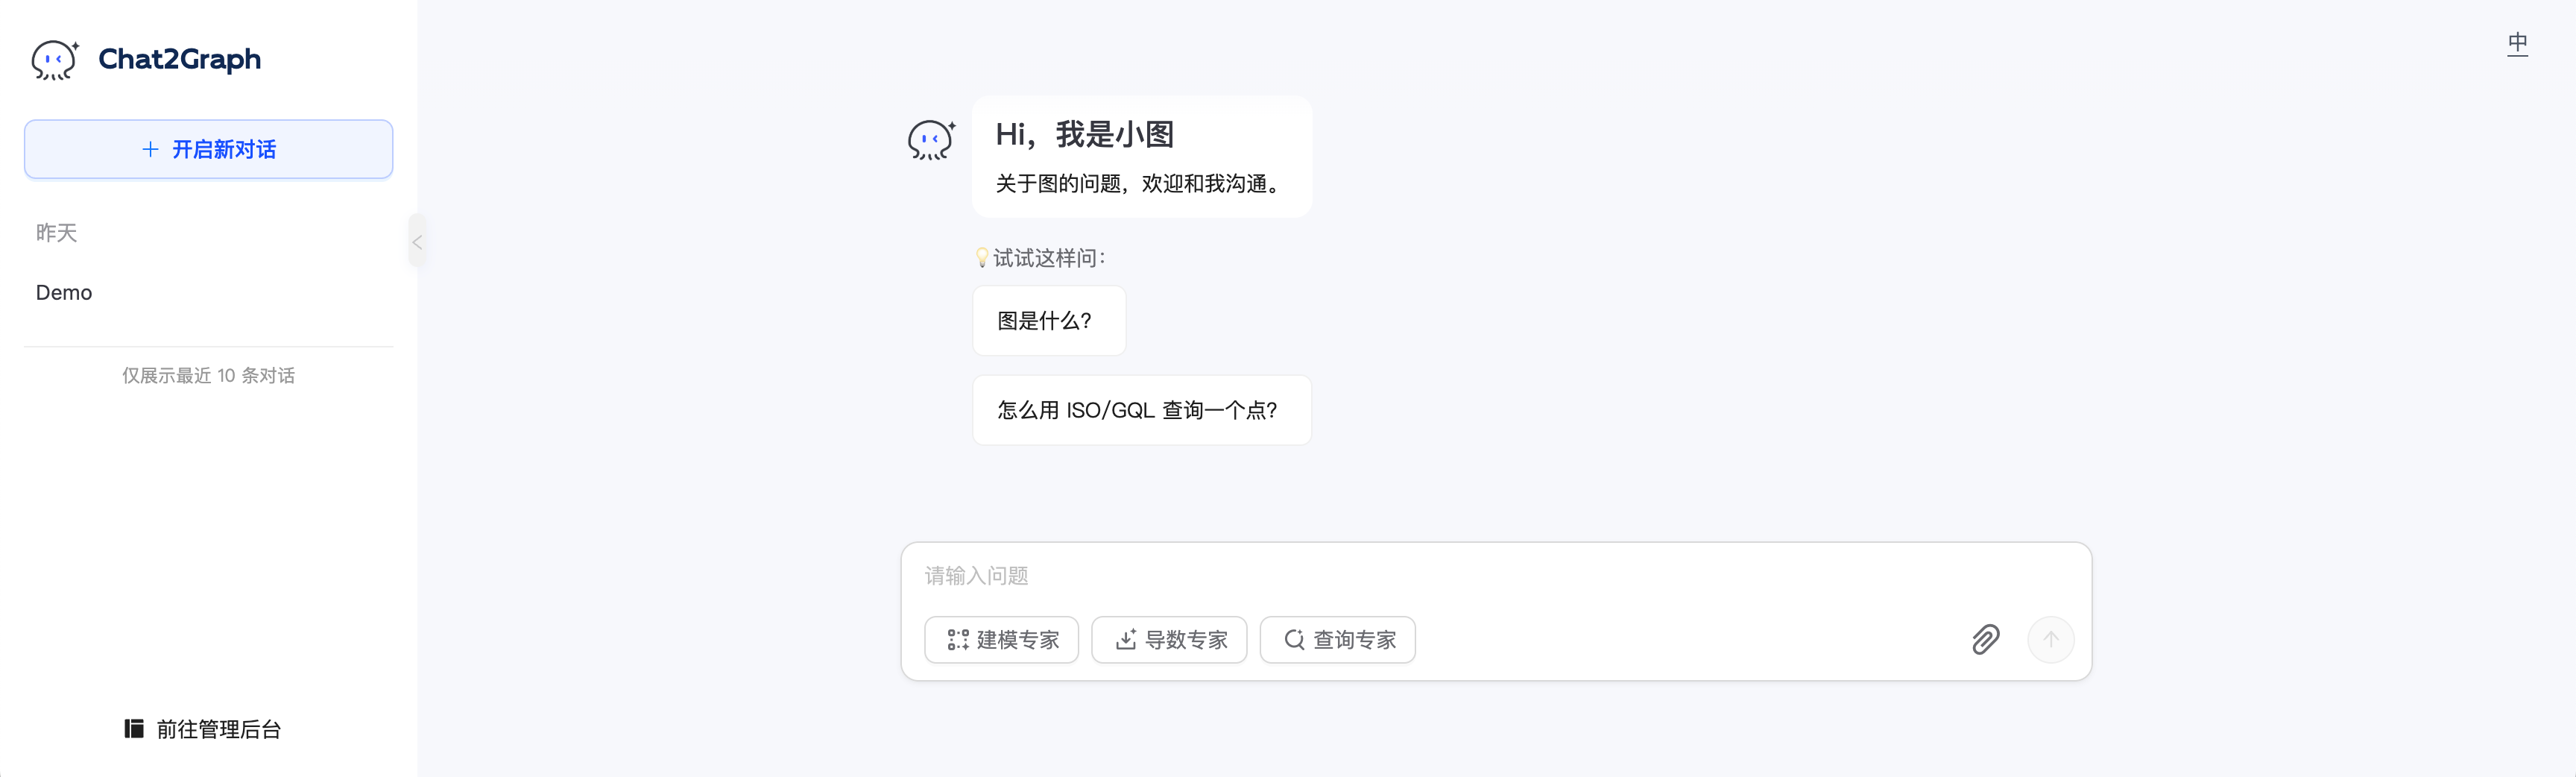 Chat2Graph
开启新对话
昨天
Demo
仅展示最近 10 条对话
前往管理后台
中
Hi，我是小图
关于图的问题，欢迎和我沟通。
试试这样问：
图是什么？
怎么用 ISO/GQL 查询一个点？
请输入问题
建模专家 导数专家 查询专家